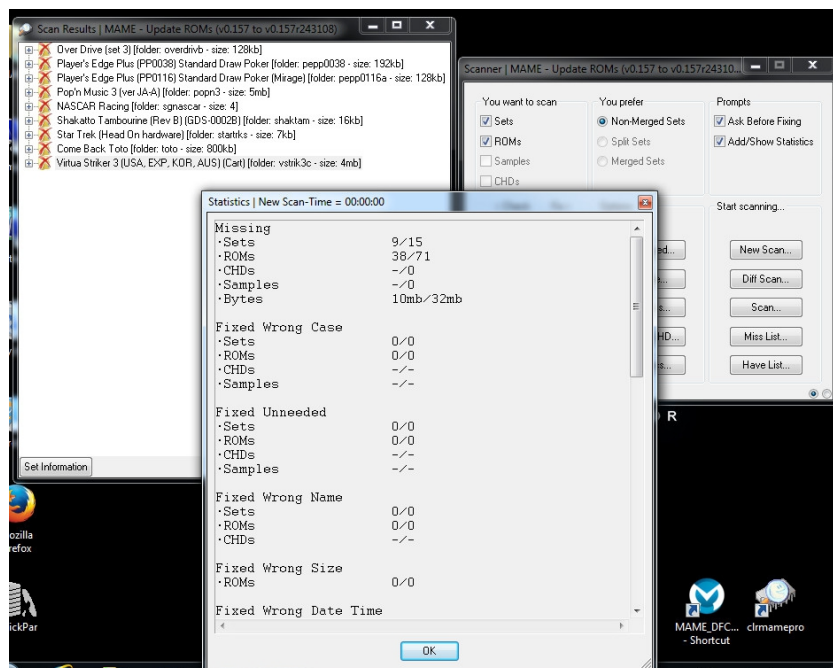 Scan Results | MAME - Update ROMs (v0.157 to v0.157r243108)
Over Drive (set 3) [folder: overdrivb - size: 128kb]
Player's Edge Plus (PP0038) Standard Draw Poker [folder: pepp0038 - size: 192kb]
Player's Edge Plus (PP0116) Standard Draw Poker (Mirage) [folder: pepp0116a - size: 128kb]
Pop'n Music 3 (ver JA-A) [folder: popn3 - size: 5mb]
NASCAR Racing [folder: sgnascar - size: 4]
Shakatto Tambourine (Rev B) (GDS-0002B) [folder: shaktam - size: 16kb]
Star Trek (Head On hardware) [folder: startrks - size: 7kb]
Come Back Toto [folder: toto - size: 800kb]
Virtua Striker 3 (USA, EXP, KOR, AUS) (Cart) [folder: vstrik3c - size: 4mb]
Set Information
Scanner | MAME - Update ROMs (v0.157 to v0.157r24310...
You want to scan
Sets
ROMs
Samples
CHDs
You prefer
Non-Merged Sets
Split Sets
Merged Sets
Prompts
Ask Before Fixing
Add/Show Statistics
Start scanning...
New Scan...
Diff Scan...
Scan...
Miss List...
Have List...
Statistics | New Scan-Time = 00:00:00
Missing
·Sets 9/15
·ROMs 38/71
·CHDs -/0
·Samples -/0
·Bytes 10mb/32mb
Fixed Wrong Case
·Sets 0/0
·ROMs 0/0
·CHDs -/-
·Samples -/-
Fixed Unneeded
·Sets 0/0
·ROMs 0/0
·CHDs -/-
·Samples -/-
Fixed Wrong Name
·Sets 0/0
·ROMs 0/0
·CHDs -/-
Fixed Wrong Size
·ROMs 0/0
Fixed Wrong Date Time
OK
R
ozilla
refox
ickPar
MAME_DFC...
- Shortcut
clrmamepro